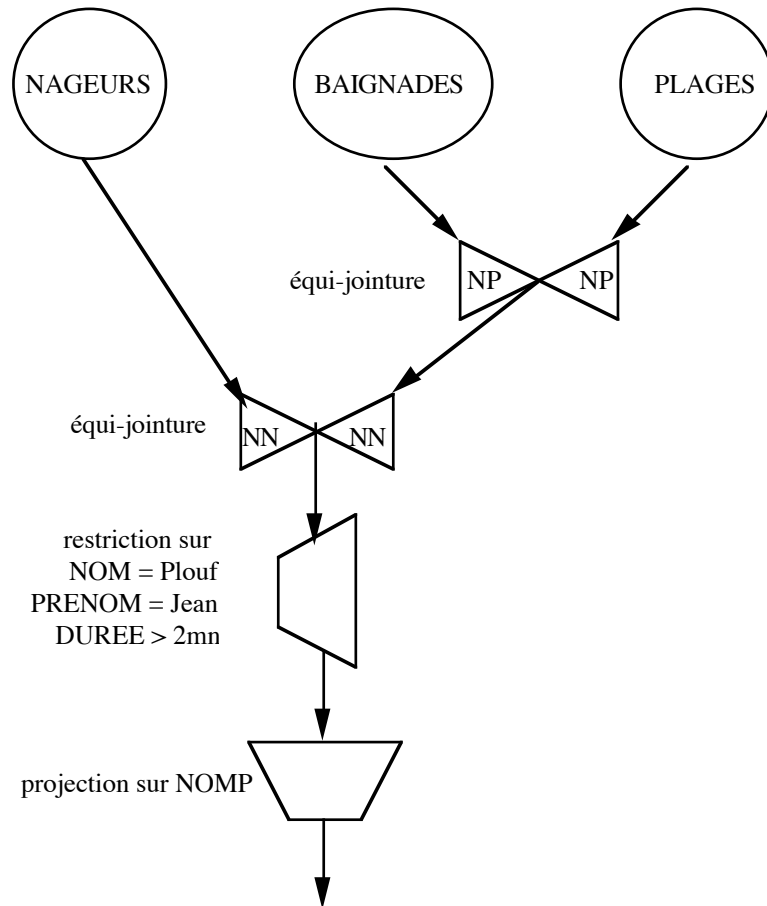 NAGEURS
BAIGNADES
PLAGES
équi-jointure
NP
NP
équi-jointure
NN
NN
restriction sur
NOM = Plouf
PRENOM = Jean
DUREE > 2mn
projection sur NOMP